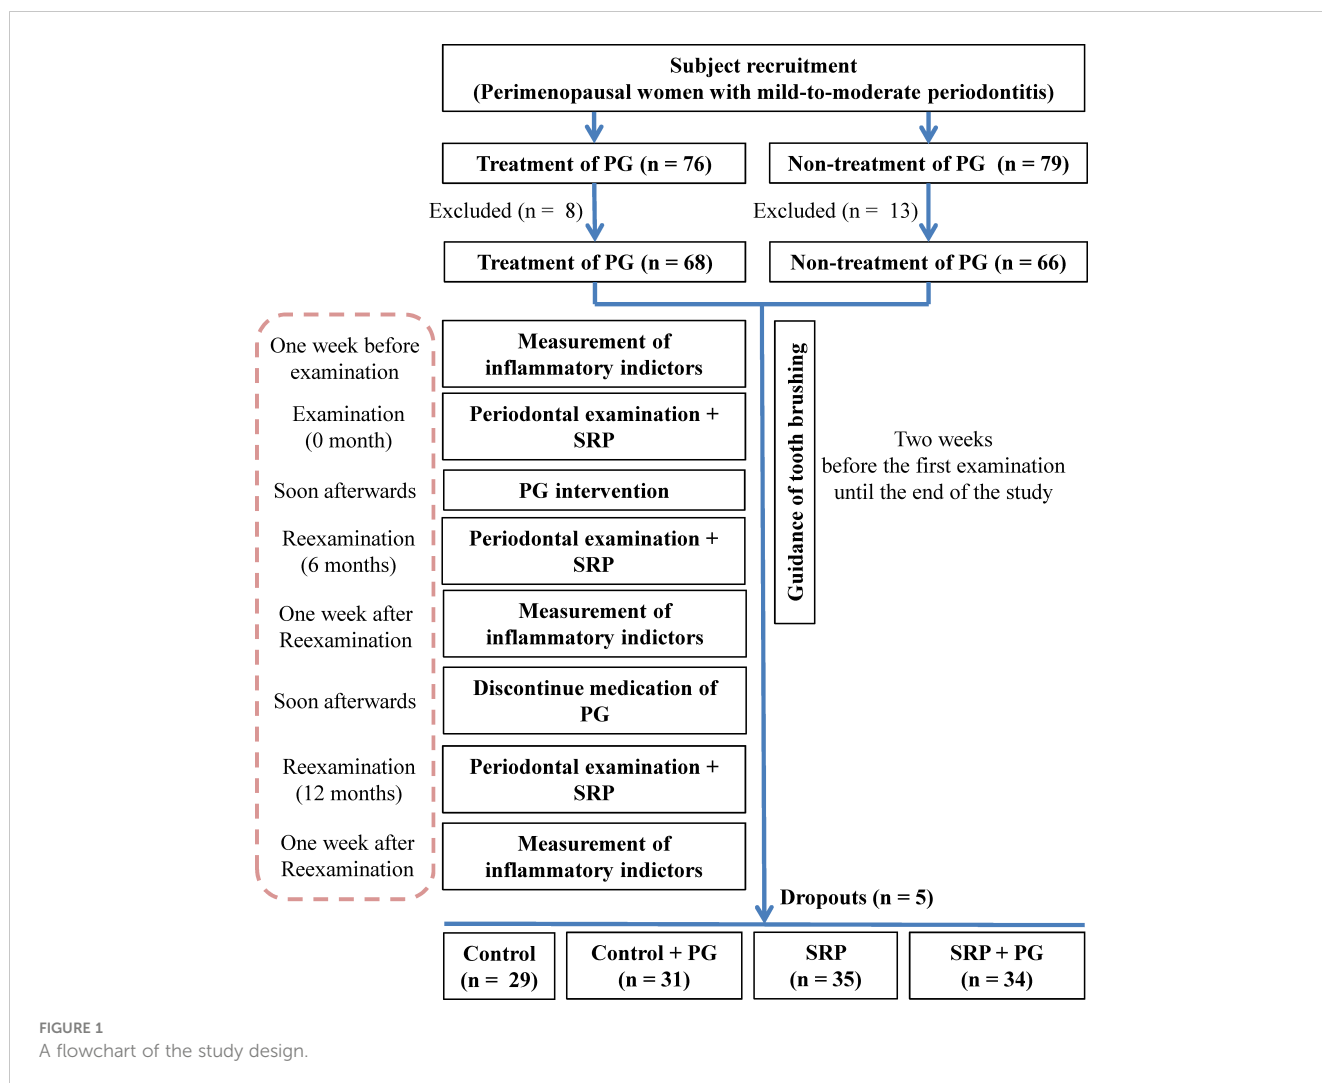 Subject recruitment
(Perimenopausal women with mild-to-moderate periodontitis)
Treatment of PG (n = 76)
Non-treatment of PG (n = 79)
Excluded (n = 8)
Excluded (n = 13)
Treatment of PG (n = 68)
Non-treatment of PG (n = 66)
One week before
examination
Measurement of
inflammatory indictors
Examination
(0 month)
Periodontal examination +
SRP
Soon afterwards
PG intervention
Reexamination
(6 months)
Periodontal examination +
SRP
One week after
Reexamination
Measurement of
inflammatory indictors
Soon afterwards
Discontinue medication of
PG
Reexamination
(12 months)
Periodontal examination +
SRP
One week after
Reexamination
Measurement of
inflammatory indictors
Guidance of tooth brushing
Two weeks
before the first examination
until the end of the study
Dropouts (n = 5)
Control
(n = 29)
Control + PG
(n = 31)
SRP
(n = 35)
SRP + PG
(n = 34)
FIGURE 1
A flowchart of the study design.